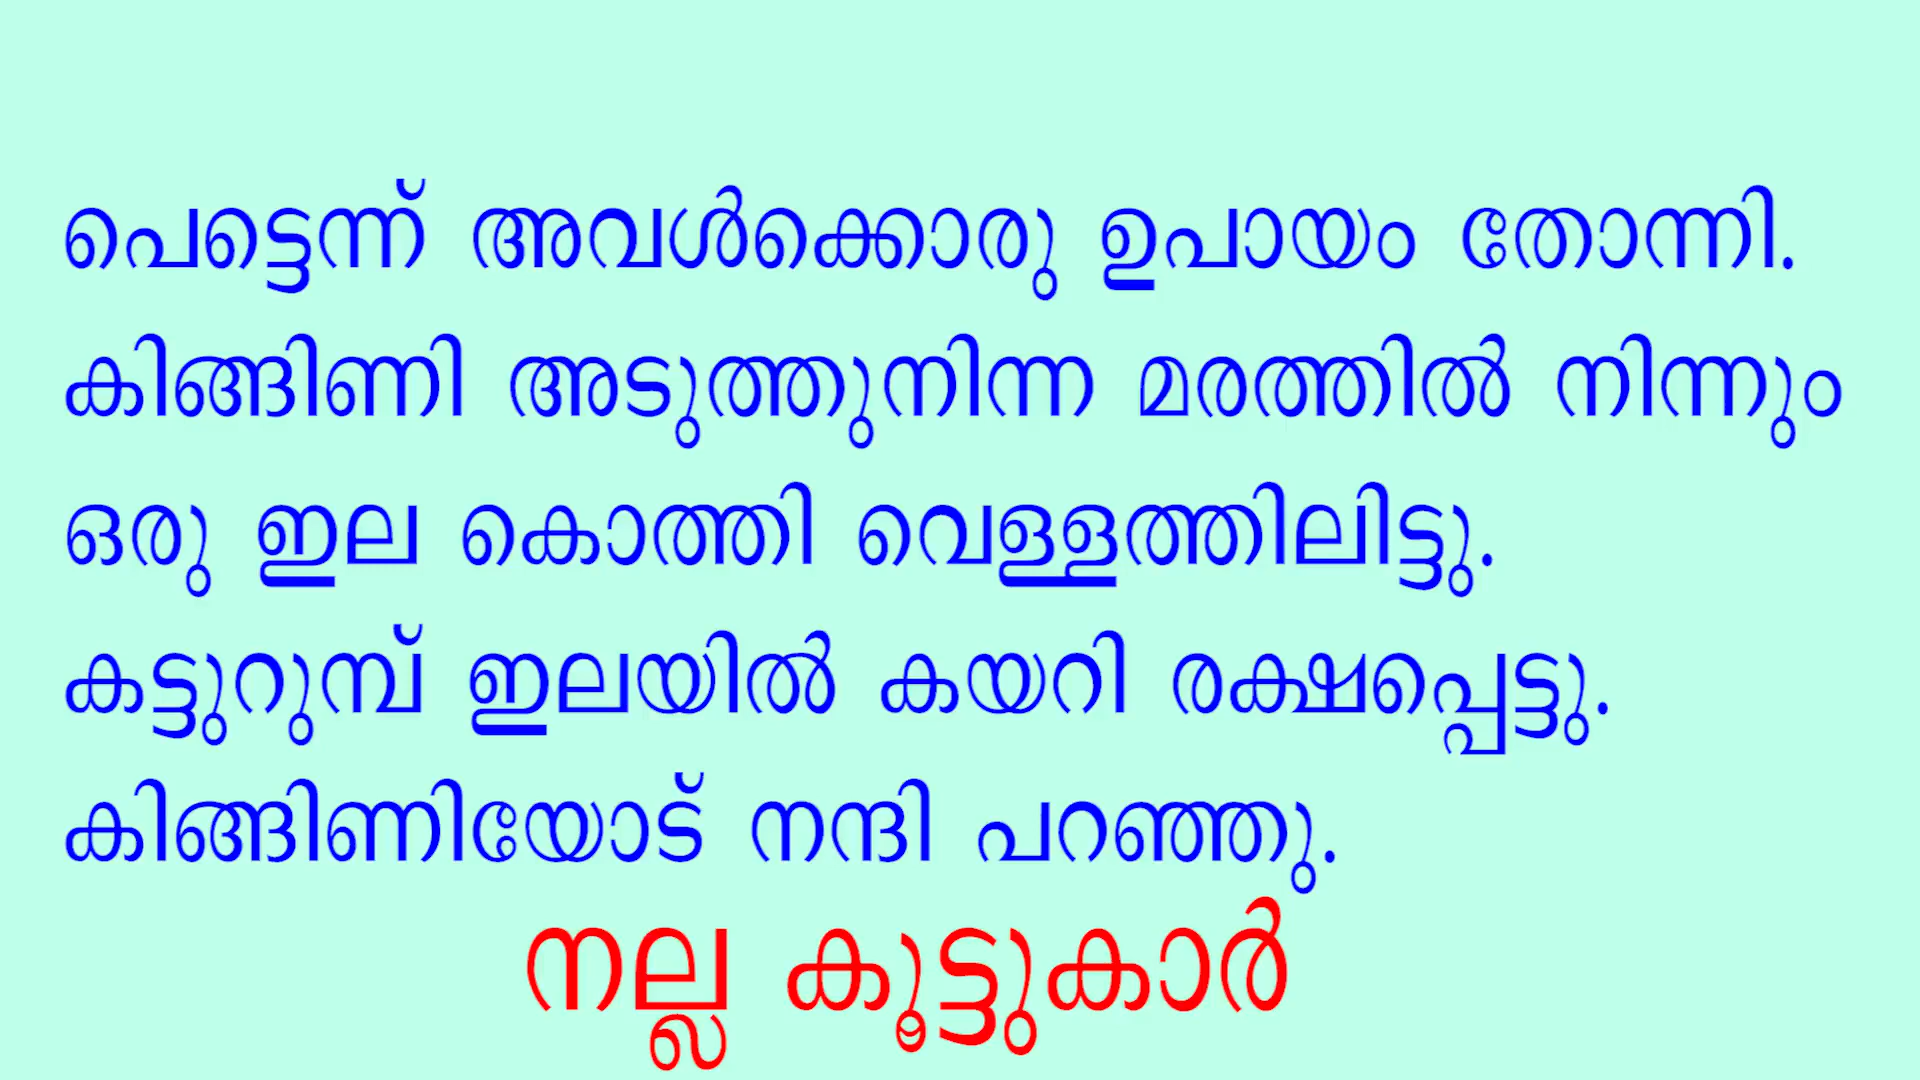 പെട്ടെന്ന് അവൾക്കൊരു ഉപായം തോന്നി.
കിങ്ങിണി അടുത്തുനിന്ന മരത്തിൽ നിന്നും
ഒരു ഇല കൊത്തി വെള്ളത്തിലിട്ടു.
കട്ടുറുമ്പ് ഇലയിൽ കയറി രക്ഷപ്പെട്ടു.
കിങ്ങിണിയോട് നന്ദി പറഞ്ഞു.
നല്ല കൂട്ടുകാർ